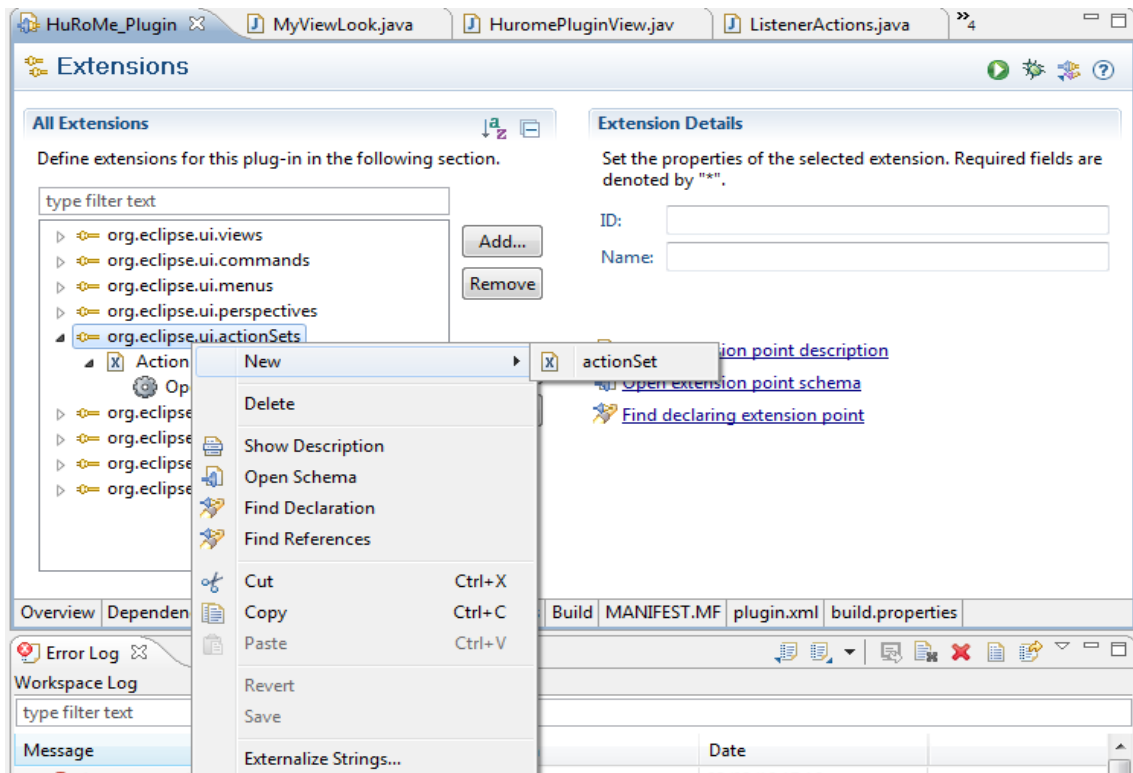 HuRoMe_Plugin MyViewLook.java HuromePluginView.jav ListenerActions.java »4
Extensions
All Extensions
Define extensions for this plug-in in the following section.
type filter text
org.eclipse.ui.views
org.eclipse.ui.commands
org.eclipse.ui.menus
org.eclipse.ui.perspectives
org.eclipse.ui.actionSets
Action
Op
org.eclipse
org.eclipse
org.eclipse
org.eclipse
Add...
Remove
Extension Details
Set the properties of the selected extension. Required fields are
denoted by "*".
ID:
Name:
ion point description
Open extension point schema
Find declaring extension point
New
actionSet
Delete
Show Description
Open Schema
Find Declaration
Find References
Cut Ctrl+X
Copy Ctrl+C
Paste Ctrl+V
Revert
Save
Externalize Strings...
Overview Dependen Build MANIFEST.MF plugin.xml build.properties
Error Log
Workspace Log
type filter text
Message Date